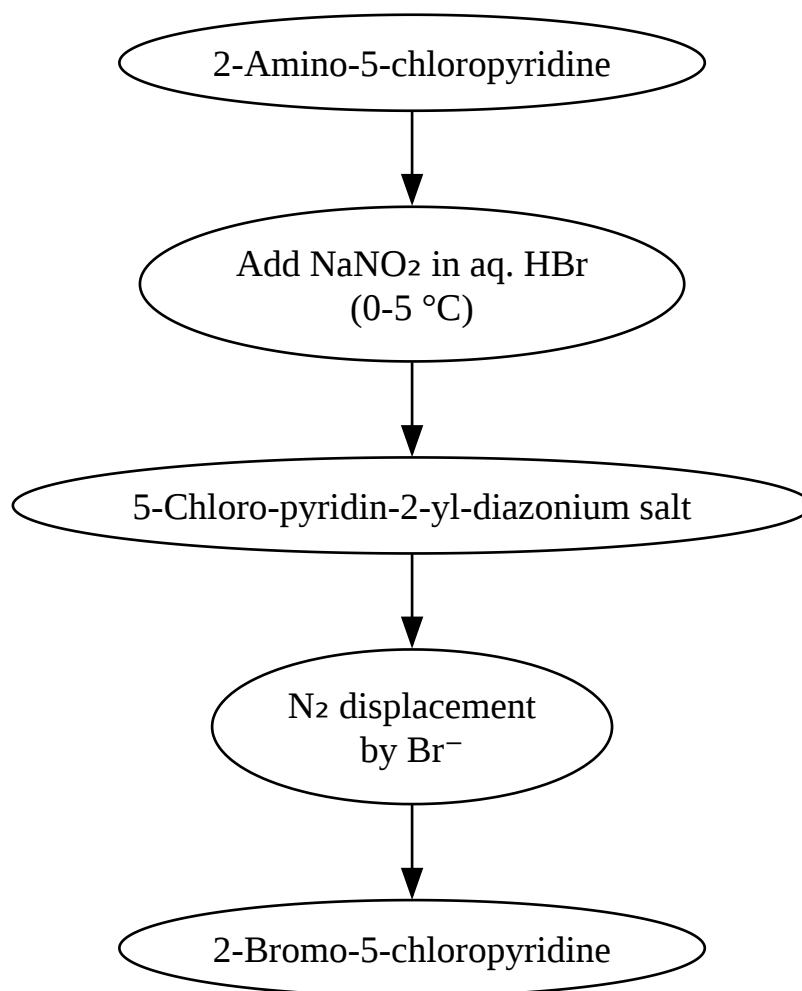 2-Amino-5-chloropyridine
Add NaNO₂ in aq. HBr
(0-5 °C)
5-Chloro-pyridin-2-yl-diazonium salt
N₂ displacement
by Br⁻
2-Bromo-5-chloropyridine